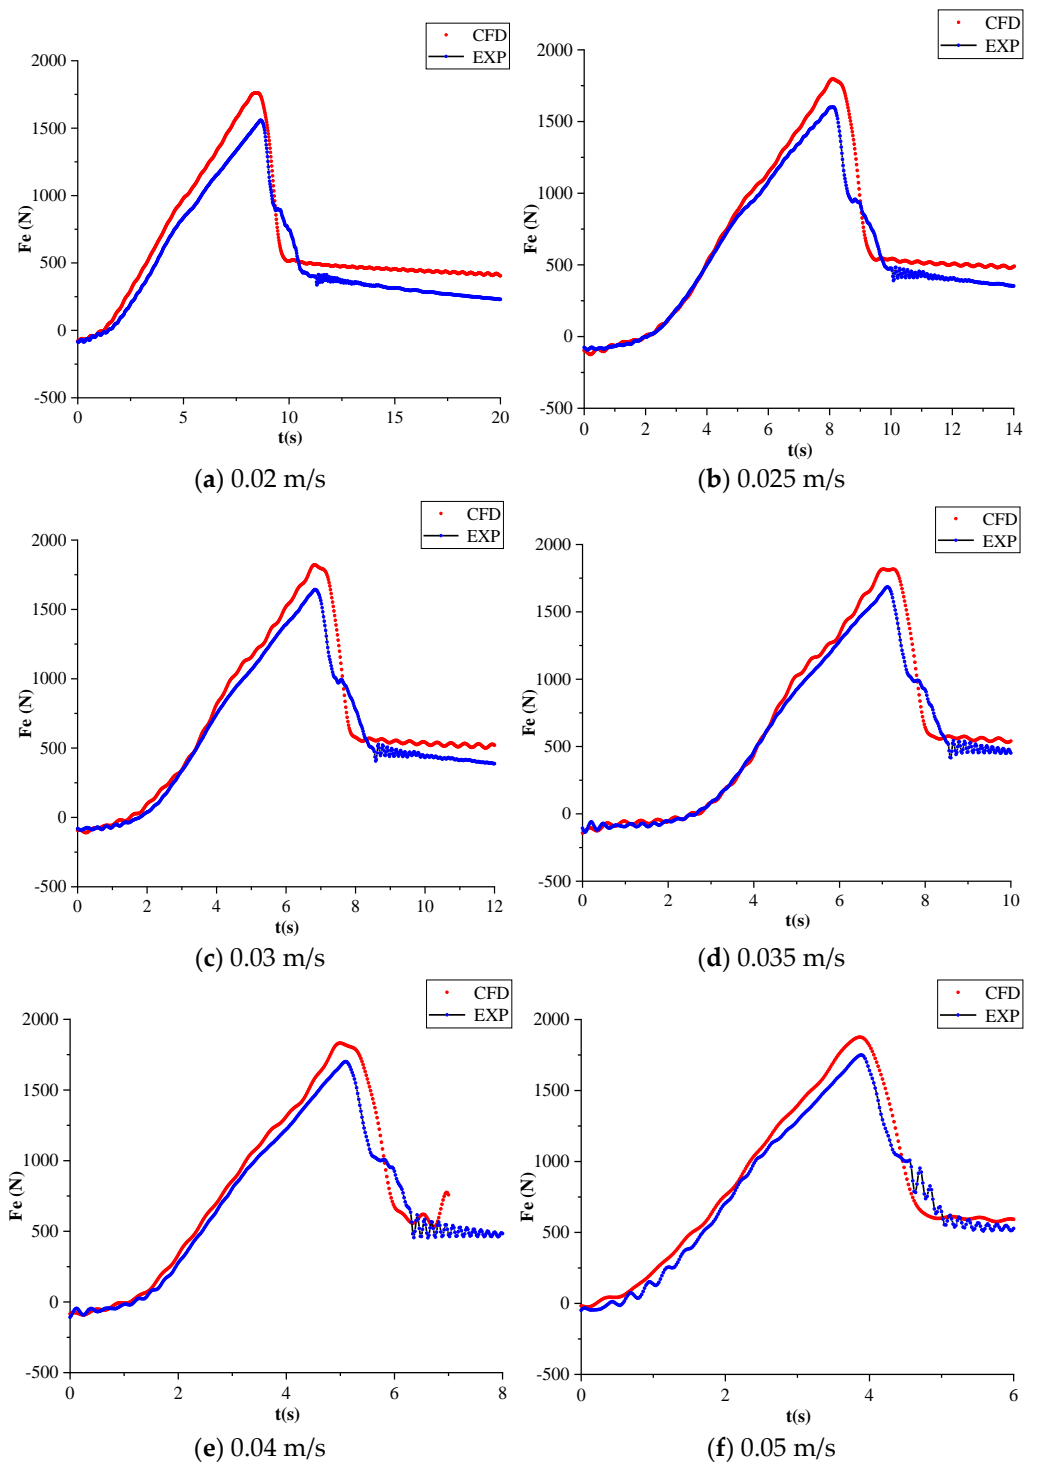 CFD
EXP
2000
1500
1000
500
0
-500
Fe (N)
0 5 10 15 20
t(s)
(a) 0.02 m/s
CFD
EXP
2000
1500
1000
500
0
-500
Fe (N)
0 2 4 6 8 10 12 14
t(s)
(b) 0.025 m/s
CFD
EXP
2000
1500
1000
500
0
-500
Fe (N)
0 2 4 6 8 10 12
t(s)
(c) 0.03 m/s
CFD
EXP
2000
1500
1000
500
0
-500
Fe (N)
0 2 4 6 8 10
t(s)
(d) 0.035 m/s
CFD
EXP
2000
1500
1000
500
0
-500
Fe (N)
0 2 4 6 8
t(s)
(e) 0.04 m/s
CFD
EXP
2000
1500
1000
500
0
-500
Fe (N)
0 2 4 6
t(s)
(f) 0.05 m/s